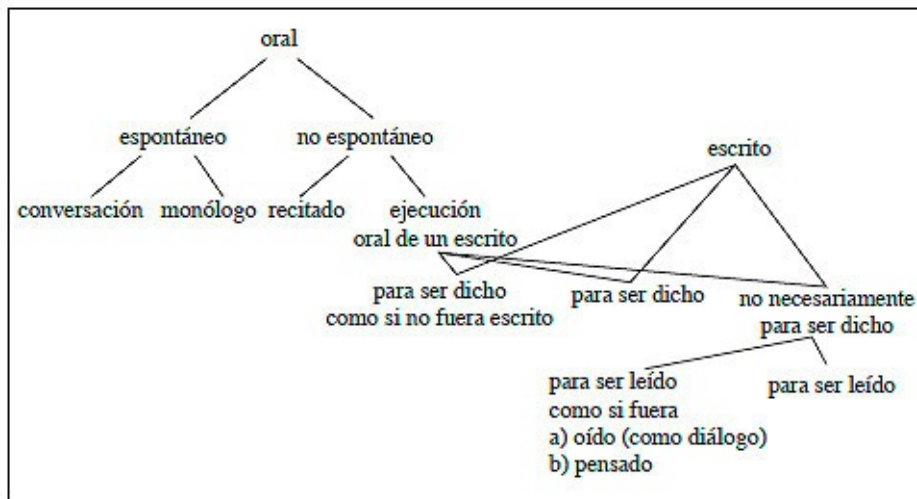 oral
espontáneo
no espontáneo
escrito
conversación
monólogo
recitado
ejecución
oral de un escrito
para ser dicho
como si no fuera escrito
para ser dicho
no necesariamente
para ser dicho
para ser leído
como si fuera
a) oído (como diálogo)
b) pensado
para ser leído